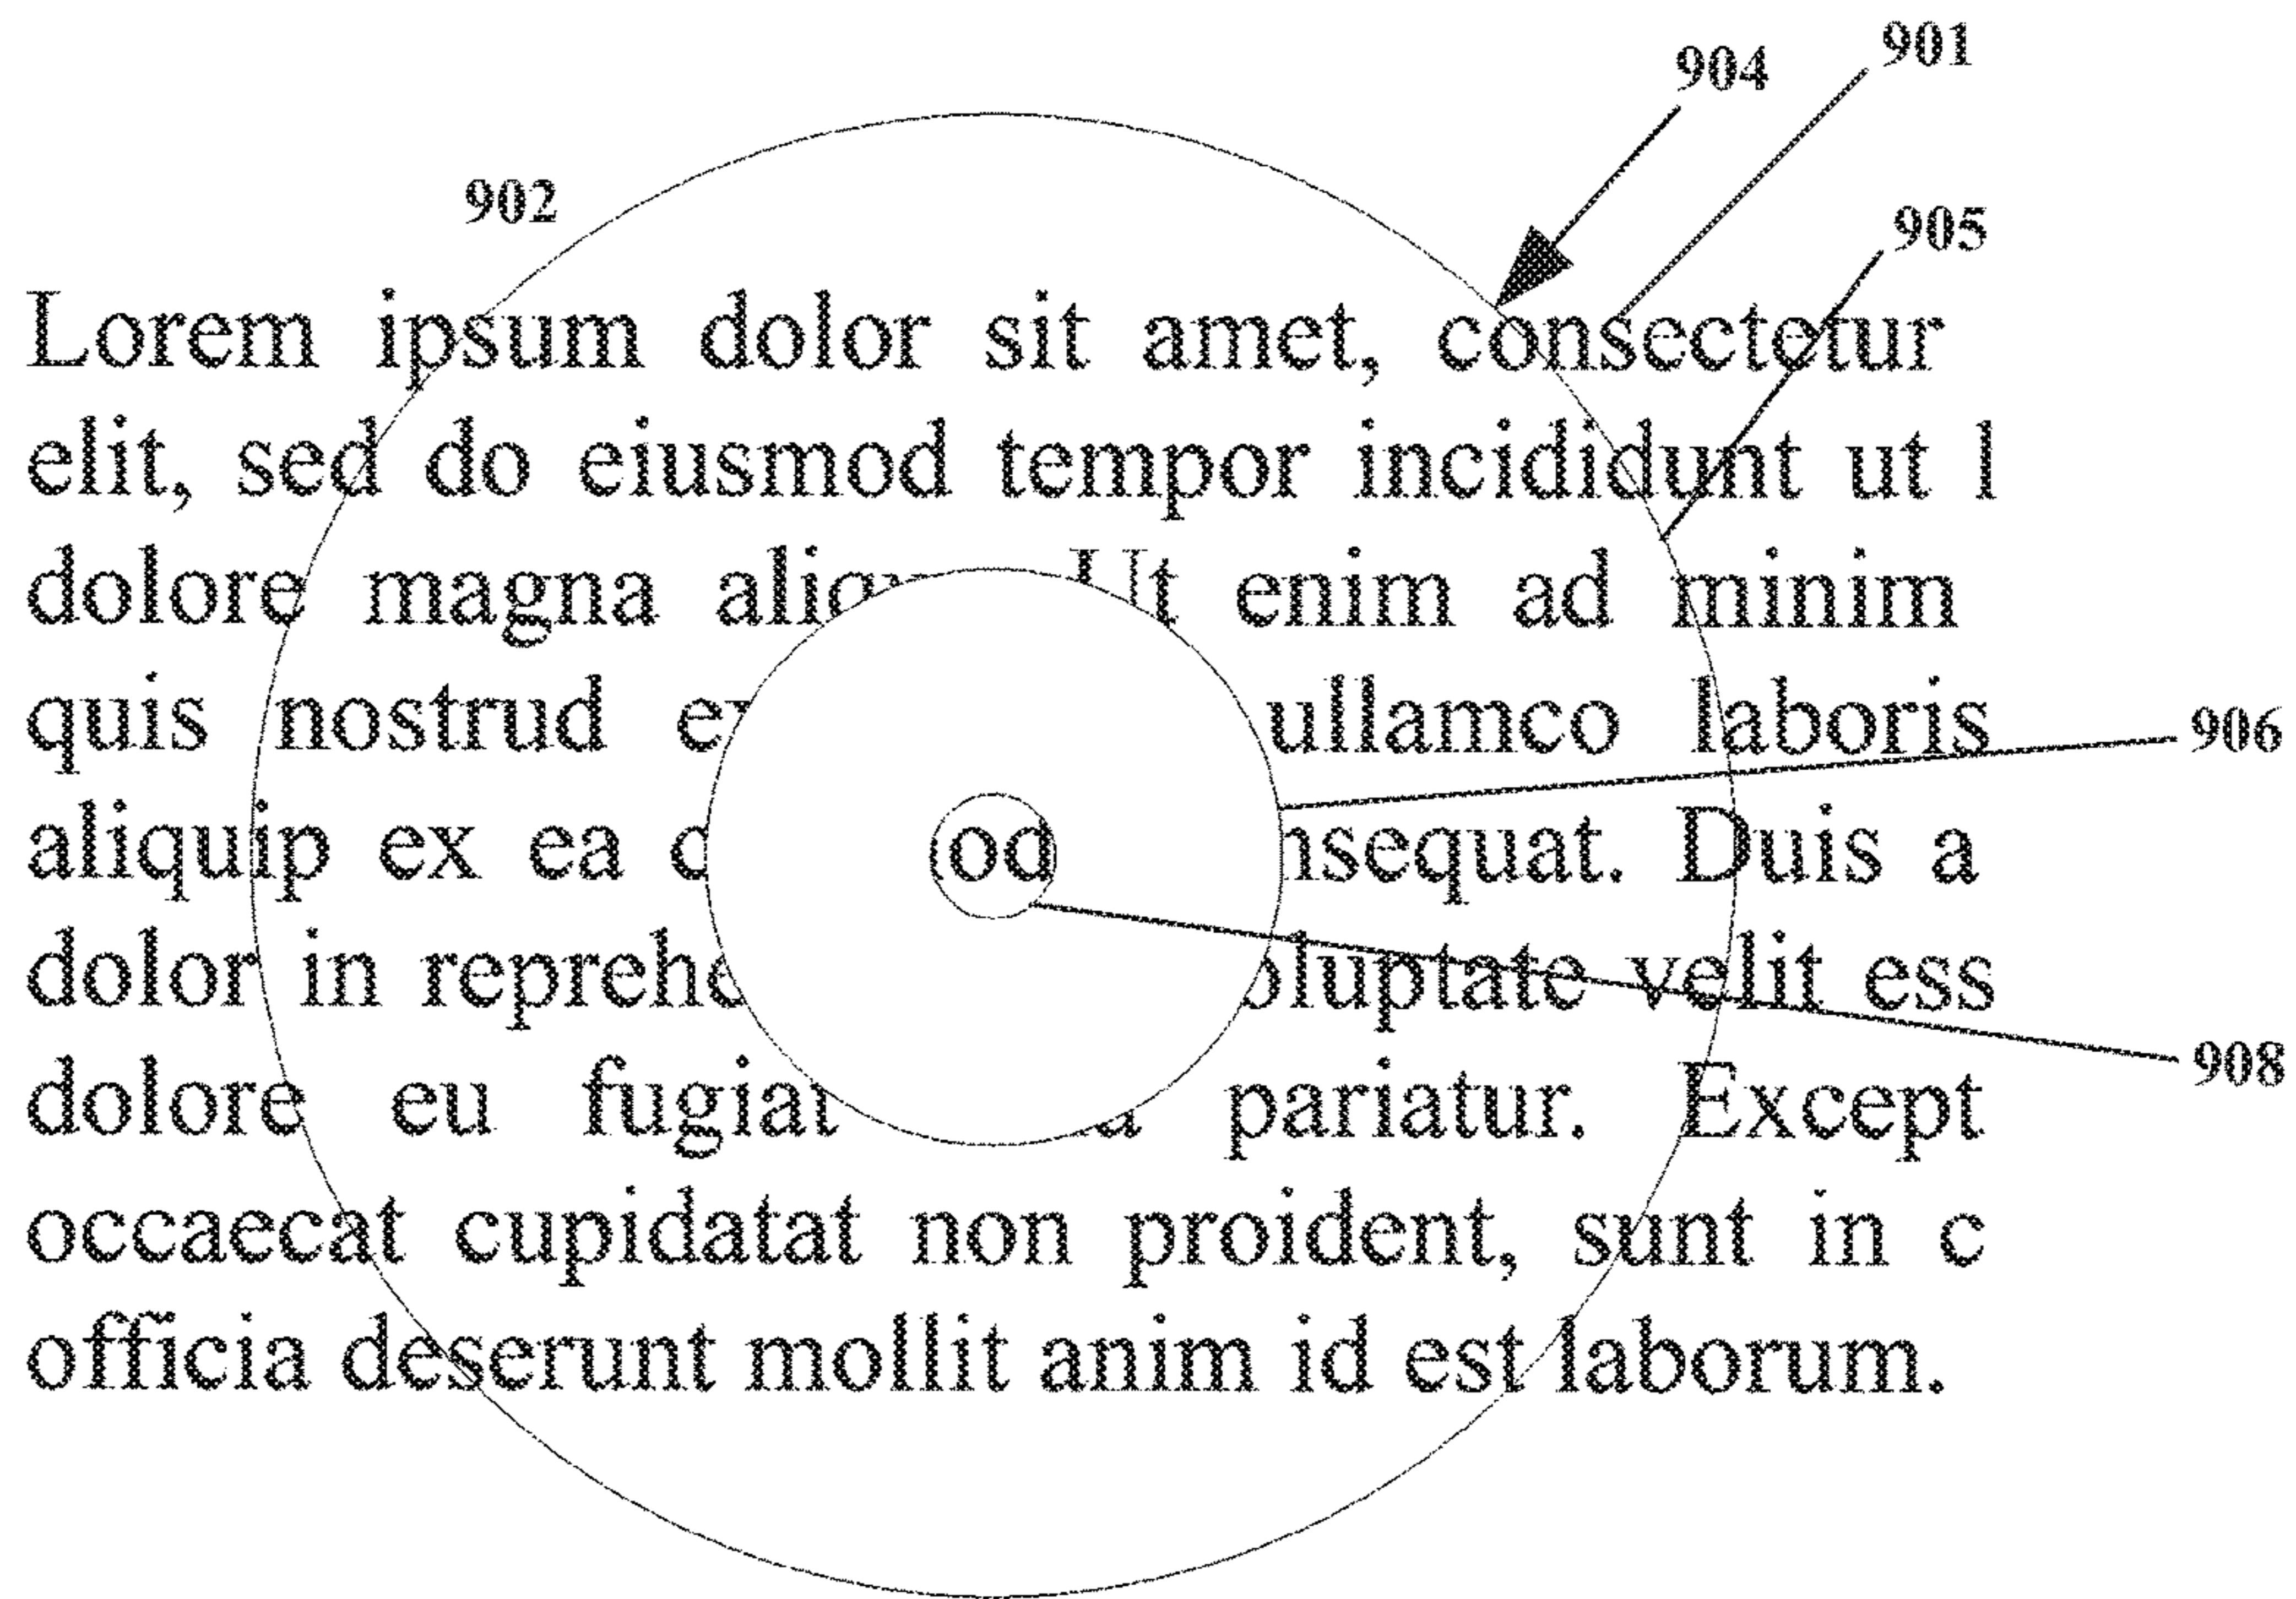 904
901
902
905
Lorem ipsum dolor sit amet, consectetur
elit, sed do eiusmod tempor incididunt ut l
dolore magna aliqu Ut enim ad minim
quis nostrud ex ullamco laboris
906
aliquip ex ea c od nsequat. Duis a
dolor in reprehe oluptate velit ess
908
dolore eu fugiat a pariatur. Except
occaecat cupidatat non proident, sunt in c
officia deserunt mollit anim id est laborum.